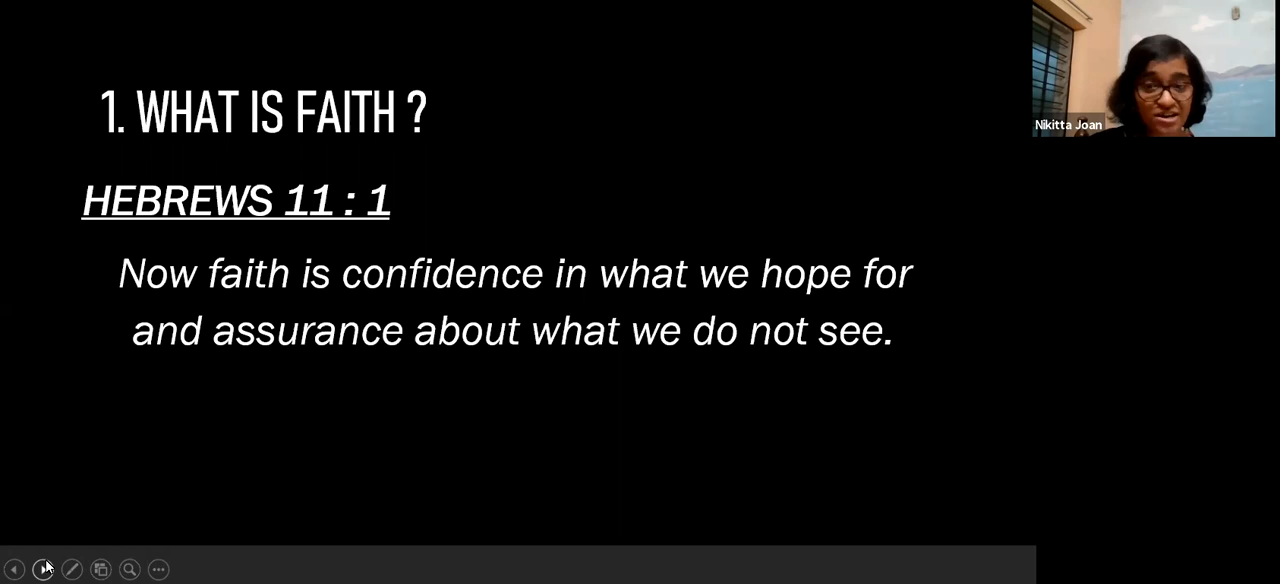 1. WHAT IS FAITH ?
HEBREWS 11 : 1
Now faith is confidence in what we hope for
and assurance about what we do not see.
Nikitta Joan